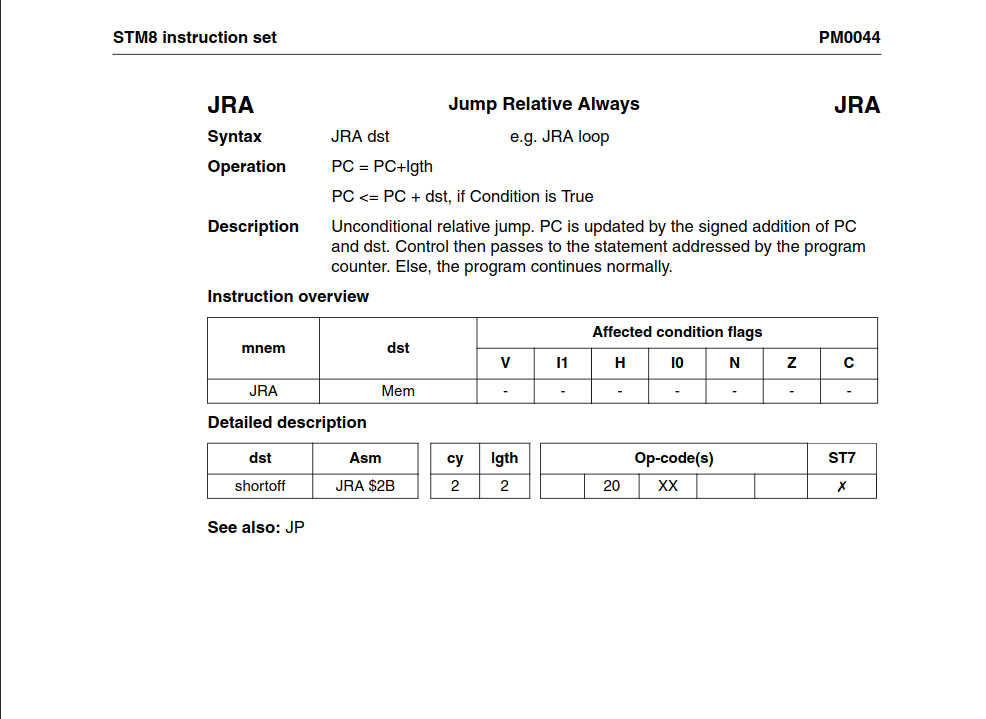 STM8 instruction set PM0044
JRA Jump Relative Always JRA
Syntax JRA dst e.g. JRA loop
Operation PC = PC+lgth
PC <= PC + dst, if Condition is True
Description Unconditional relative jump. PC is updated by the signed addition of PC
and dst. Control then passes to the statement addressed by the program
counter. Else, the program continues normally.
Instruction overview
mnem dst Affected condition flags
V I1 H I0 N Z C
JRA Mem - - - - - - -
Detailed description
dst Asm cy lgth Op-code(s) ST7
shortoff JRA $2B 2 2 20 XX ✗
See also: JP